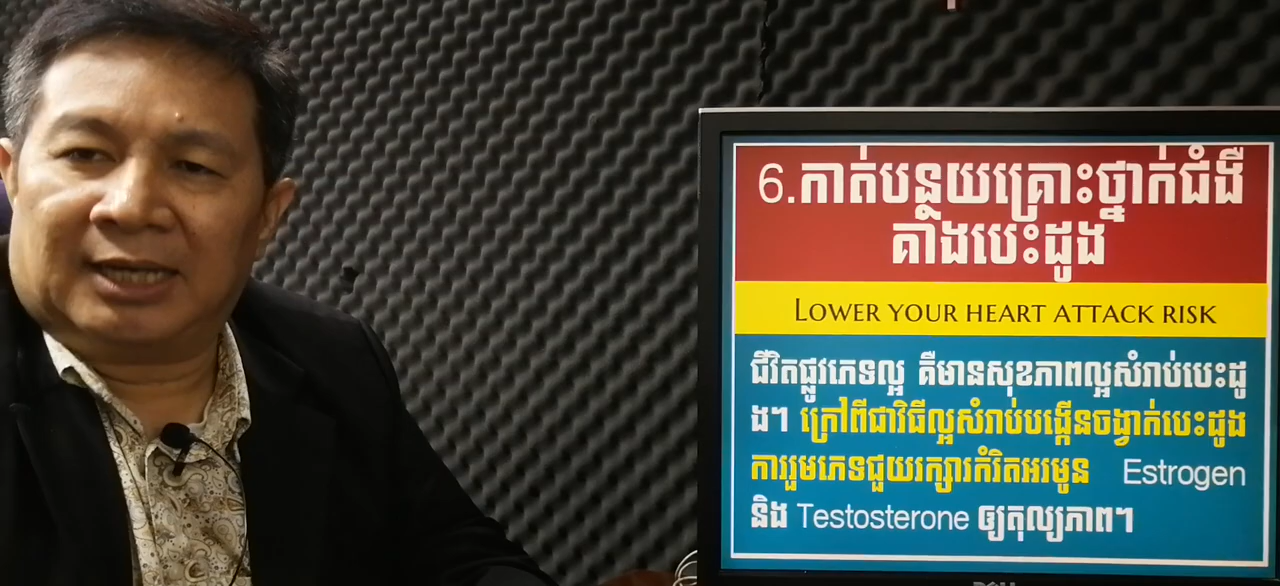 6.កាត់បន្ថយគ្រោះថ្នាក់ជំងឺ
គាំងបេះដូង
LOWER YOUR HEART ATTACK RISK
ជីវិតផ្លូវភេទល្អ គឺមានសុខភាពល្អសំរាប់បេះដូ
ង។ ក្រៅពីជាវិធីល្អសំរាប់បង្កើនចង្វាក់បេះដូង
ការរួមភេទជួយរក្សារកំរិតអរមូន Estrogen
និង Testosterone ឲ្យតុល្យភាព។